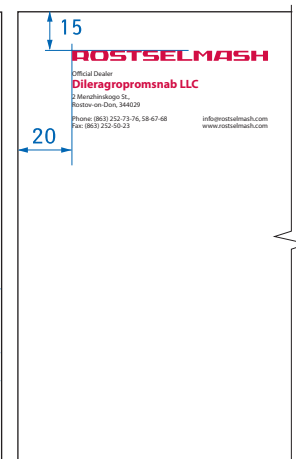 15
ROSTSELMASH
Official Dealer
Dileragropromsnab LLC
2 Menzhinskogo St.,
Rostov-on-Don, 344029
Phone: (863) 252-73-76, 58-67-68 info@rostselmash.com
Fax: (863) 252-50-23 www.rostselmash.com
20